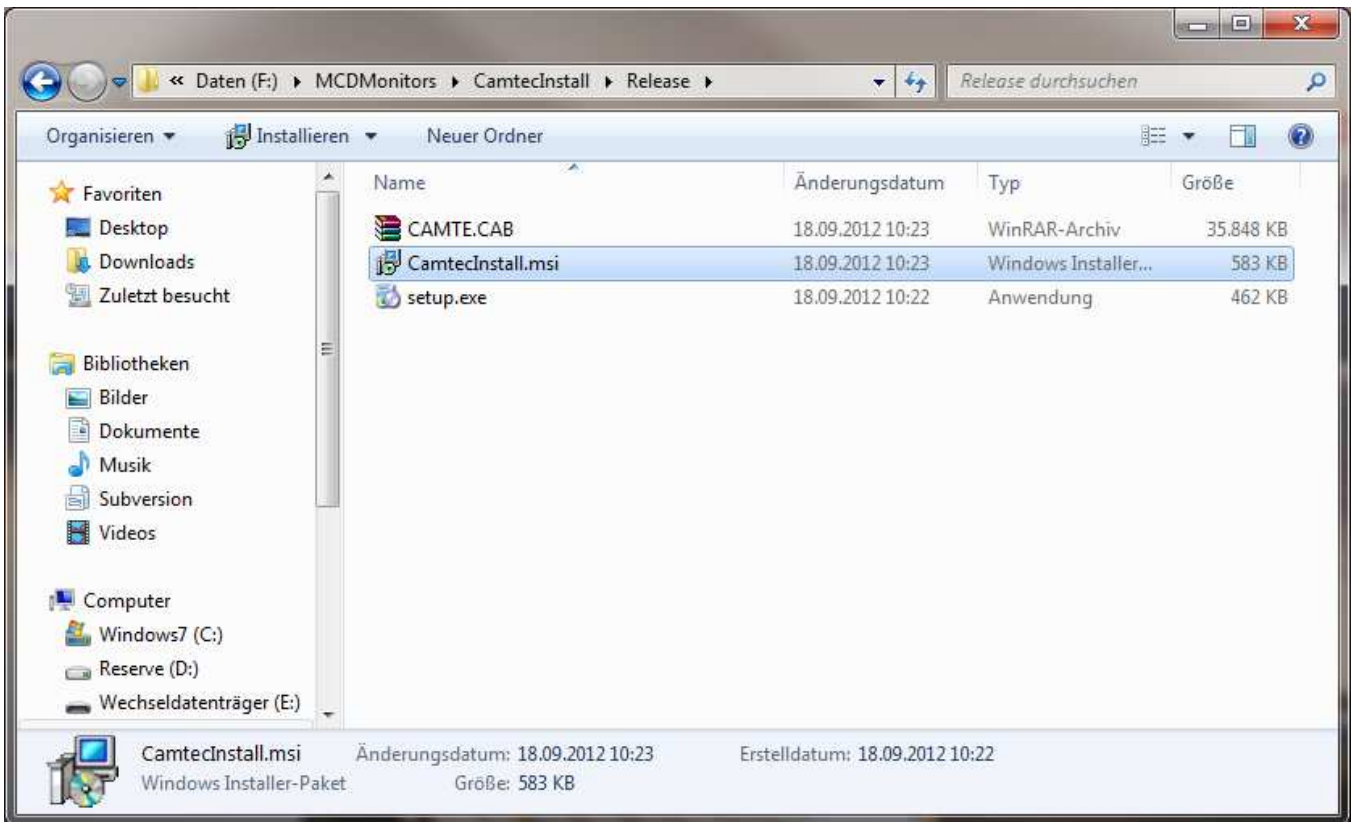 « Daten (F:) ▸ MCDMonitors ▸ CamtecInstall ▸ Release ▸ Release durchsuchen
Organisieren Installieren Neuer Ordner
Favoriten
Desktop
Downloads
Zuletzt besucht
Bibliotheken
Bilder
Dokumente
Musik
Subversion
Videos
Computer
Windows7 (C:)
Reserve (D:)
Wechseldatenträger (E:)
Name Änderungsdatum Typ Größe
CAMTE.CAB 18.09.2012 10:23 WinRAR-Archiv 35.848 KB
CamtecInstall.msi 18.09.2012 10:23 Windows Installer... 583 KB
setup.exe 18.09.2012 10:22 Anwendung 462 KB
CamtecInstall.msi Änderungsdatum: 18.09.2012 10:23 Erstelldatum: 18.09.2012 10:22
Windows Installer-Paket Größe: 583 KB